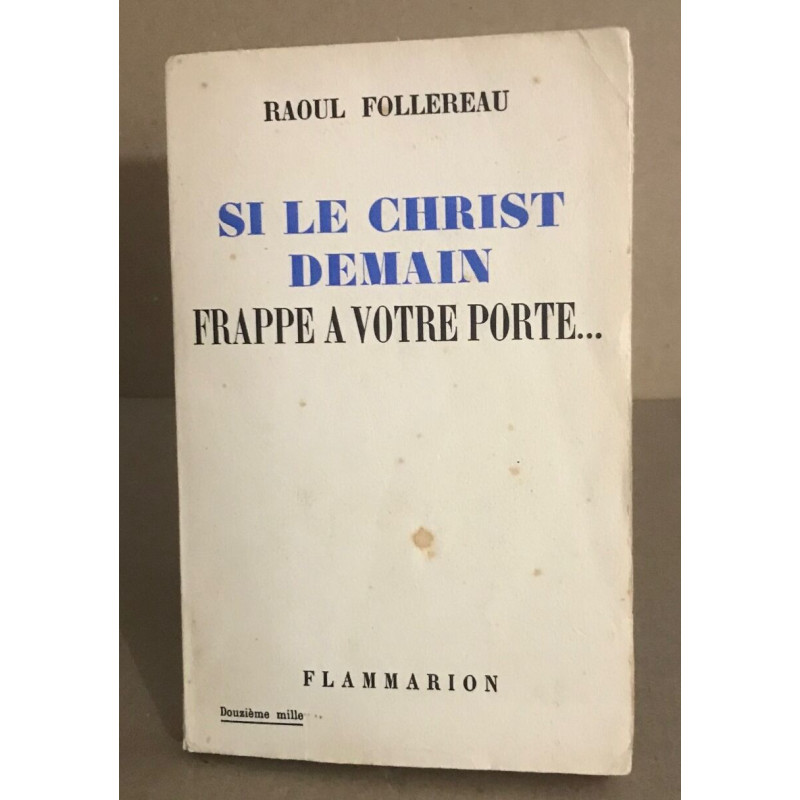 RAOUL FOLLEREAU
SI LE CHRIST
DEMAIN
FRAPPE A VOTRE PORTE...
FLAMMARION
Douzième mille